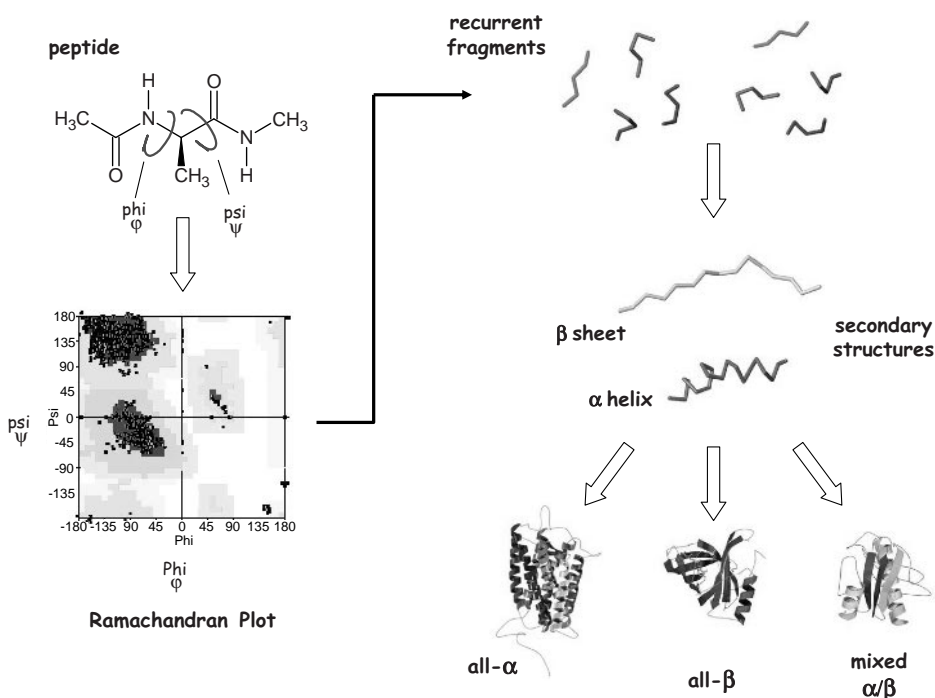 peptide
H
O
H3C
N
CH3
N
O
CH3
H
phi
φ
psi
ψ
180
135
90
45
0
-45
-90
-135
-180
psi
ψ
Psi
-180 -135 90 45 0 45 90 135 180
Phi
Phi
φ
Ramachandran Plot
recurrent
fragments
β sheet
secondary
structures
α helix
all-α
all-β
mixed
α/β